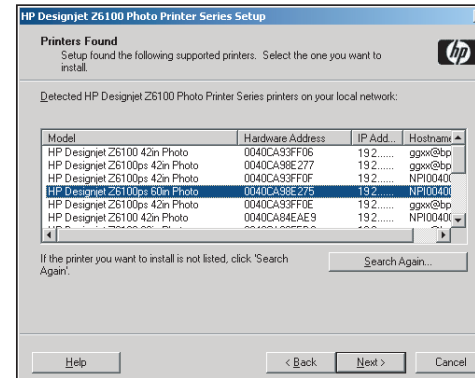 HP Designjet Z6100 Photo Printer Series Setup
Printers Found
Setup found the following supported printers. Select the one you want to
install.
hp
Detected HP Designjet Z6100 Photo Printer Series printers on your local network:
Model Hardware Address IP Add... Hostname
HP Designjet Z6100 42in Photo 0040CA93FF06 192...... ggxx@bp
HP Designjet Z6100ps 42in Photo 0040CA98E277 192...... ggxx@bp
HP Designjet Z6100ps 42in Photo 0040CA93FF0F 192...... NPI00400
HP Designjet Z6100ps 60in Photo 0040CA98E275 192...... NPI00400
HP Designjet Z6100ps 42in Photo 0040CA93FF0E 192...... ggxx@bp
HP Designjet Z6100 42in Photo 0040CA84EAE9 192...... NPI00400
If the printer you want to install is not listed, click 'Search
Again'.
Search Again...
Help < Back Next > Cancel